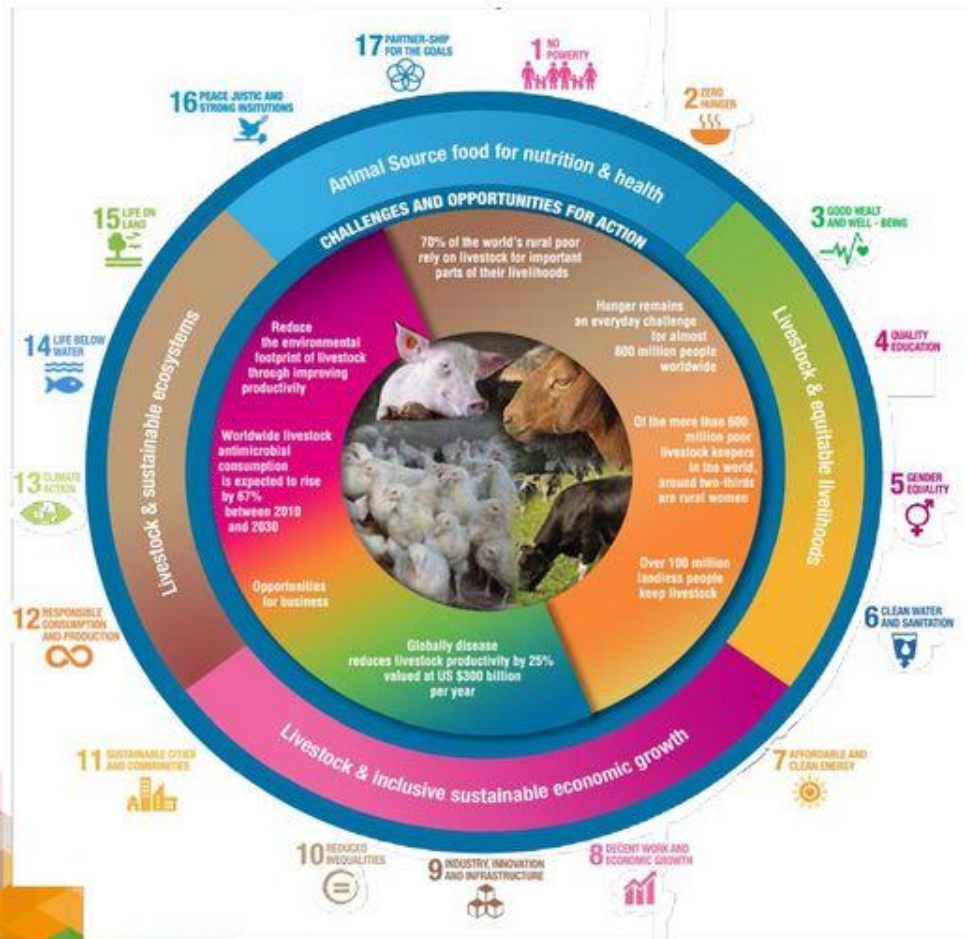 17 PARTNER-SHIP
FOR THE GOALS
1 NO
POWERTY
16 PEACE JUSTIC AND
STRONG INSITUTIONS
2 ZERO
HUNGER
15 LIFE ON
LAND
3 GOOD HEALT
AND WELL - BEING
14 LIFE BELOW
WATER
4 QUALITY
EDUCATION
13 CLIMATE
ACTION
5 GENDER
EQUALITY
12 RESPONSIBLE
CONSUMPTION
AND PRODUCTION
6 CLEAN WATER
AND SANITATION
11 SUSTAINABLE CITIES
AND COMMUNITIES
7 AFFORDABLE AND
CLEAN ENERGY
10 REDUCED
INEQUALITIES
9 INDUSTRY, INNOVATION
AND INFRASTRUCTURE
8 DECENT WORK AND
ECONOMIC GROWTH
Animal Source food for nutrition & health
Livestock & equitable livelihoods
Livestock & inclusive sustainable economic growth
Livestock & sustainable ecosystems
CHALLENGES AND OPPORTUNITIES FOR ACTION
70% of the world's rural poor
rely on livestock for important
parts of their livelihoods
Hunger remains
an everyday challenge
for almost
800 million people
worldwide
Of the more than 600
million poor
livestock keepers
in the world,
around two-thirds
are rural women
Over 100 million
landless people
keep livestock
Globally disease
reduces livestock productivity by 25%
valued at US $300 billion
per year
Opportunities
for business
Worldwide livestock
antimicrobial
consumption
is expected to rise
by 67%
between 2010
and 2030
Reduce
the environmental
footprint of livestock
through improving
productivity